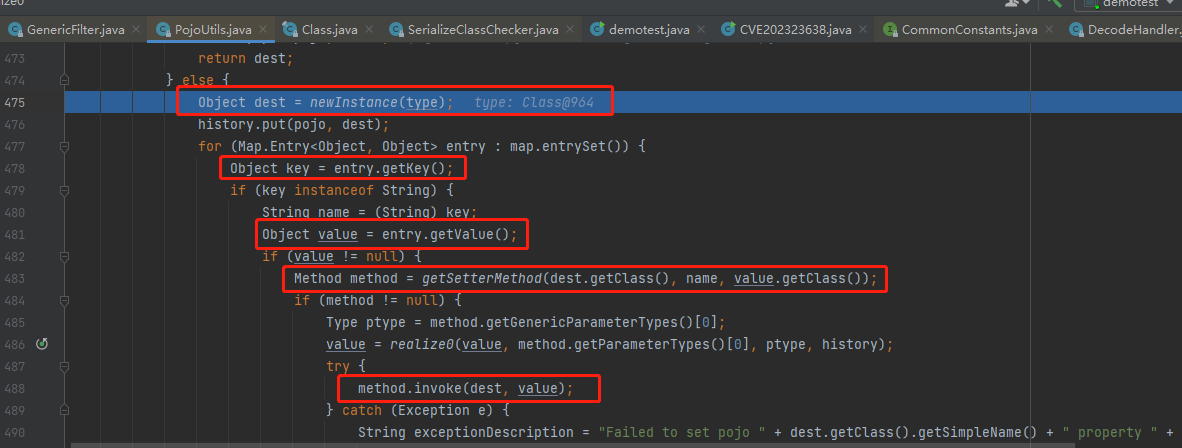 lize0
demotest
GenericFilter.java
PojoUtils.java
Class.java
SerializeClassChecker.java
demotest.java
CVE202323638.java
CommonConstants.java
DecodeHandler.
473 return dest;
474 } else {
475 Object dest = newInstance(type); type: Class@964
476 history.put(pojo, dest);
477 for (Map.Entry<Object, Object> entry : map.entrySet()) {
478 Object key = entry.getKey();
479 if (key instanceof String) {
480 String name = (String) key;
481 Object value = entry.getValue();
482 if (value != null) {
483 Method method = getSetterMethod(dest.getClass(), name, value.getClass());
484 if (method != null) {
485 Type ptype = method.getGenericParameterTypes()[0];
486 value = realize0(value, method.getParameterTypes()[0], ptype, history);
487 try {
488 method.invoke(dest, value);
489 } catch (Exception e) {
490 String exceptionDescription = "Failed to set pojo " + dest.getClass().getSimpleName() + " property " +